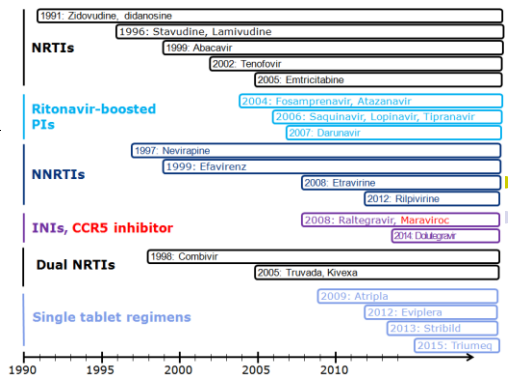 1991: Zidovudine, didanosine
1996: Stavudine, Lamivudine
1999: Abacavir
NRTIs
2002: Tenofovir
2005: Emtricitabine
2004: Fosamprenavir, Atazanavir
Ritonavir-boosted
PIs
2006: Saquinavir, Lopinavir, Tipranavir
2007: Darunavir
1997: Nevirapine
1999: Efavirenz
NNRTIs
2008: Etravirine
2012: Rilpivirine
INIs, CCR5 inhibitor
2008: Raltegravir, Maraviroc
2014: Ddulegravir
1998: Combivir
Dual NRTIs
2005: Truvada, Kivexa
2009: Atripla
Single tablet regimens
2012: Eviplera
2013: Stribild
2015: Triumeq
1990 1995 2000 2005 2010